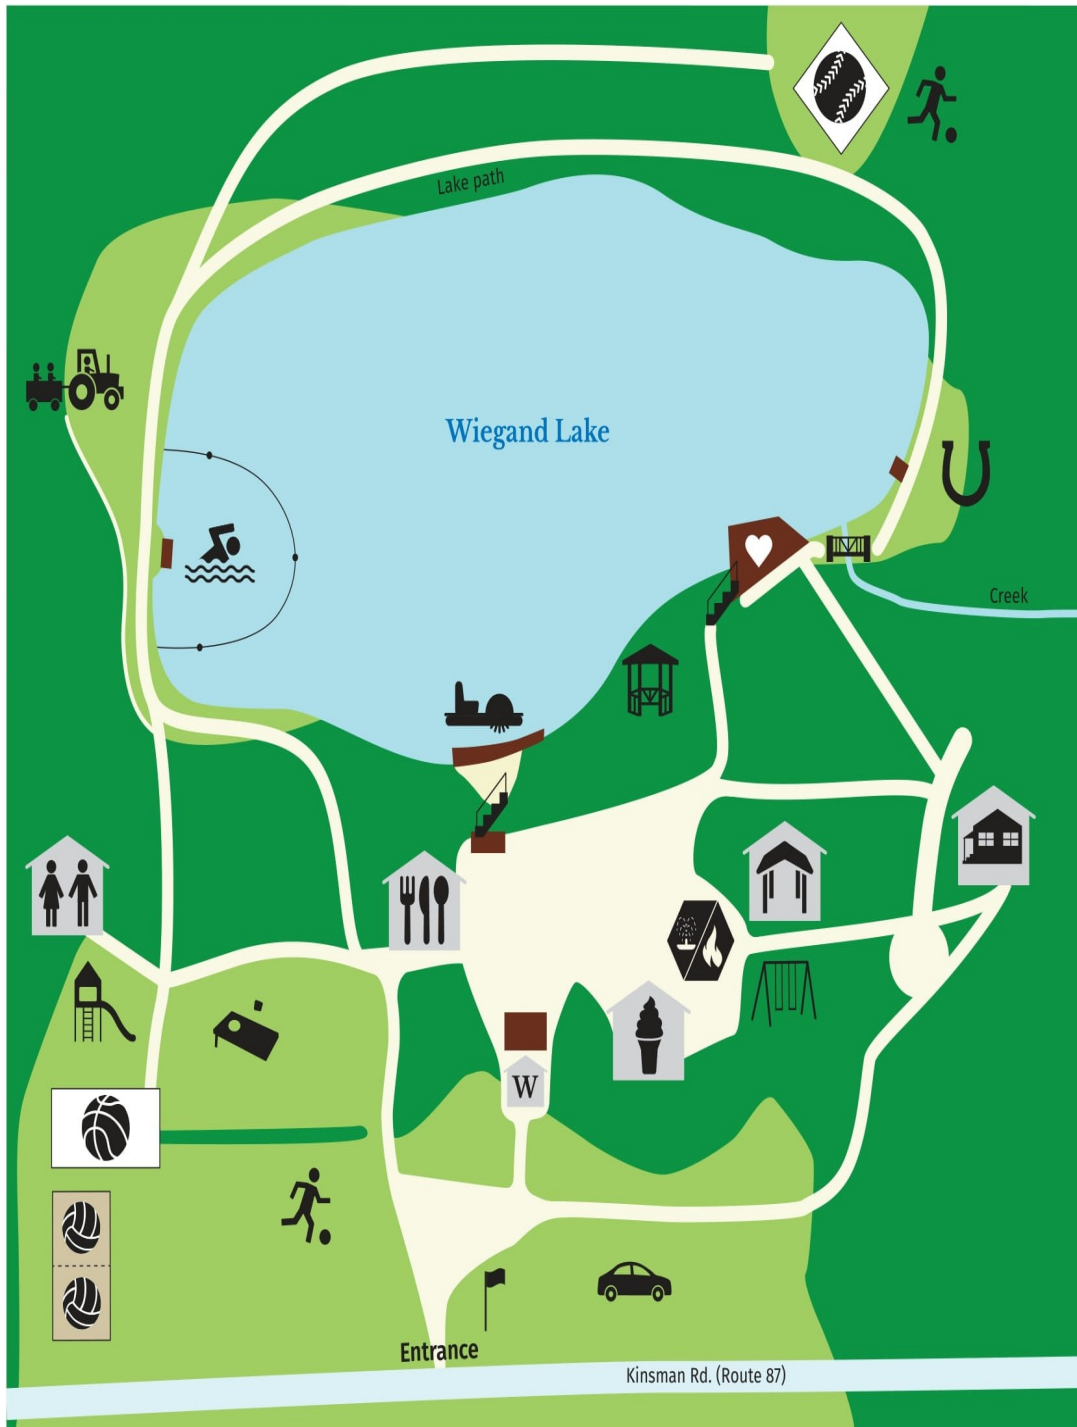 Lake path
Wiegand Lake
Creek
W
Entrance
Kinsman Rd. (Route 87)